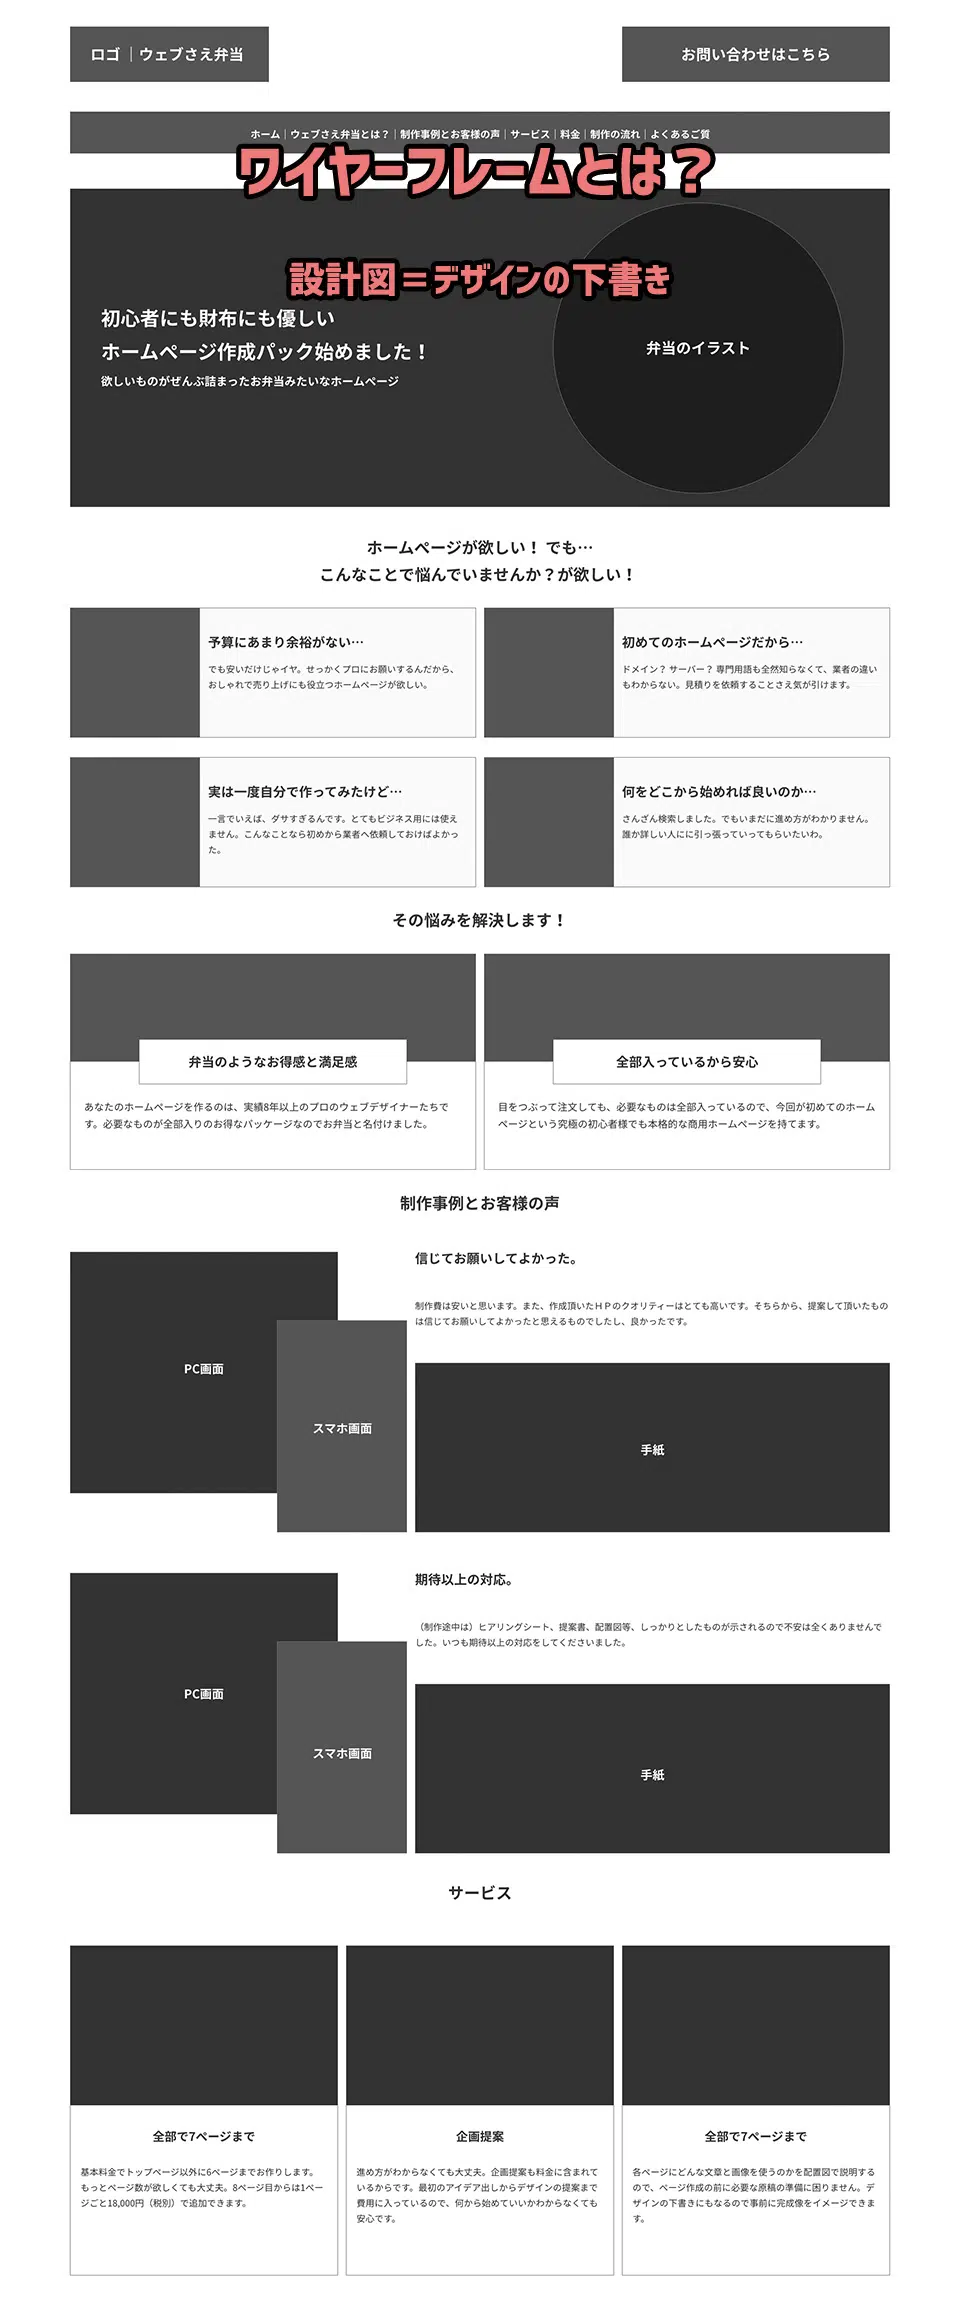 ロゴ｜ウェブさえ弁当
お問い合わせはこちら
ホーム｜ウェブさえ弁当とは？｜制作事例とお客様の声｜サービス｜料金｜制作の流れ｜よくあるご質
ワイヤーフレームとは？
設計図＝デザインの下書き
初心者にも財布にも優しい
ホームページ作成パック始めました！
欲しいものがぜんぶ詰まったお弁当みたいなホームページ
弁当のイラスト
ホームページが欲しい！ でも…
こんなことで悩んでいませんか？が欲しい！
予算にあまり余裕がない…
でも安いだけじゃイヤ。せっかくプロにお願いするんだから、
おしゃれで売り上げにも役立つホームページが欲しい。
初めてのホームページだから…
ドメイン？ サーバー？ 専門用語も全然知らなくて、業者の違い
もわからない。見積りを依頼することさえ気が引けます。
実は一度自分で作ってみたけど…
一言でいえば、ダサすぎるんです。とてもビジネス用には使え
ません。こんなことなら初めから業者へ依頼しておけばよかっ
た。
何をどこから始めれば良いのか…
さんざん検索しました。でもいまだに進め方がわかりません。
誰か詳しい人にに引っ張っていってもらいたいわ。
その悩みを解決します！
弁当のようなお得感と満足感
あなたのホームページを作るのは、実績8年以上のプロのウェブデザイナーたちで
す。必要なものが全部入りのお得なパッケージなのでお弁当と名付けました。
全部入っているから安心
目をつぶって注文しても、必要なものは全部入っているので、今回が初めてのホーム
ページという究極の初心者様でも本格的な商用ホームページを持てます。
制作事例とお客様の声
PC画面
スマホ画面
信じてお願いしてよかった。
制作費は安いと思います。また、作成頂いたＨＰのクオリティーはとても高いです。そちらから、提案して頂いたもの
は信じてお願いしてよかったと思えるものでしたし、良かったです。
手紙
PC画面
スマホ画面
期待以上の対応。
（制作途中は）ヒアリングシート、提案書、配置図等、しっかりとしたものが示されるので不安は全くありませんで
した。いつも期待以上の対応をしてくださいました。
手紙
サービス
全部で7ページまで
基本料金でトップページ以外に6ページまでお作りします。
もっとページ数が欲しくても大丈夫。8ページ目からは1ペー
ジごと18,000円（税別）で追加できます。
企画提案
進め方がわからなくても大丈夫。企画提案も料金に含まれて
いるからです。最初のアイデア出しからデザインの提案まで
費用に入っているので、何から始めていいかわからなくても
安心です。
全部で7ページまで
各ページにどんな文章と画像を使うのかを配置図で説明する
ので、ページ作成の前に必要な原稿の準備に困りません。デ
ザインの下書きにもなるので事前に完成像をイメージできま
す。